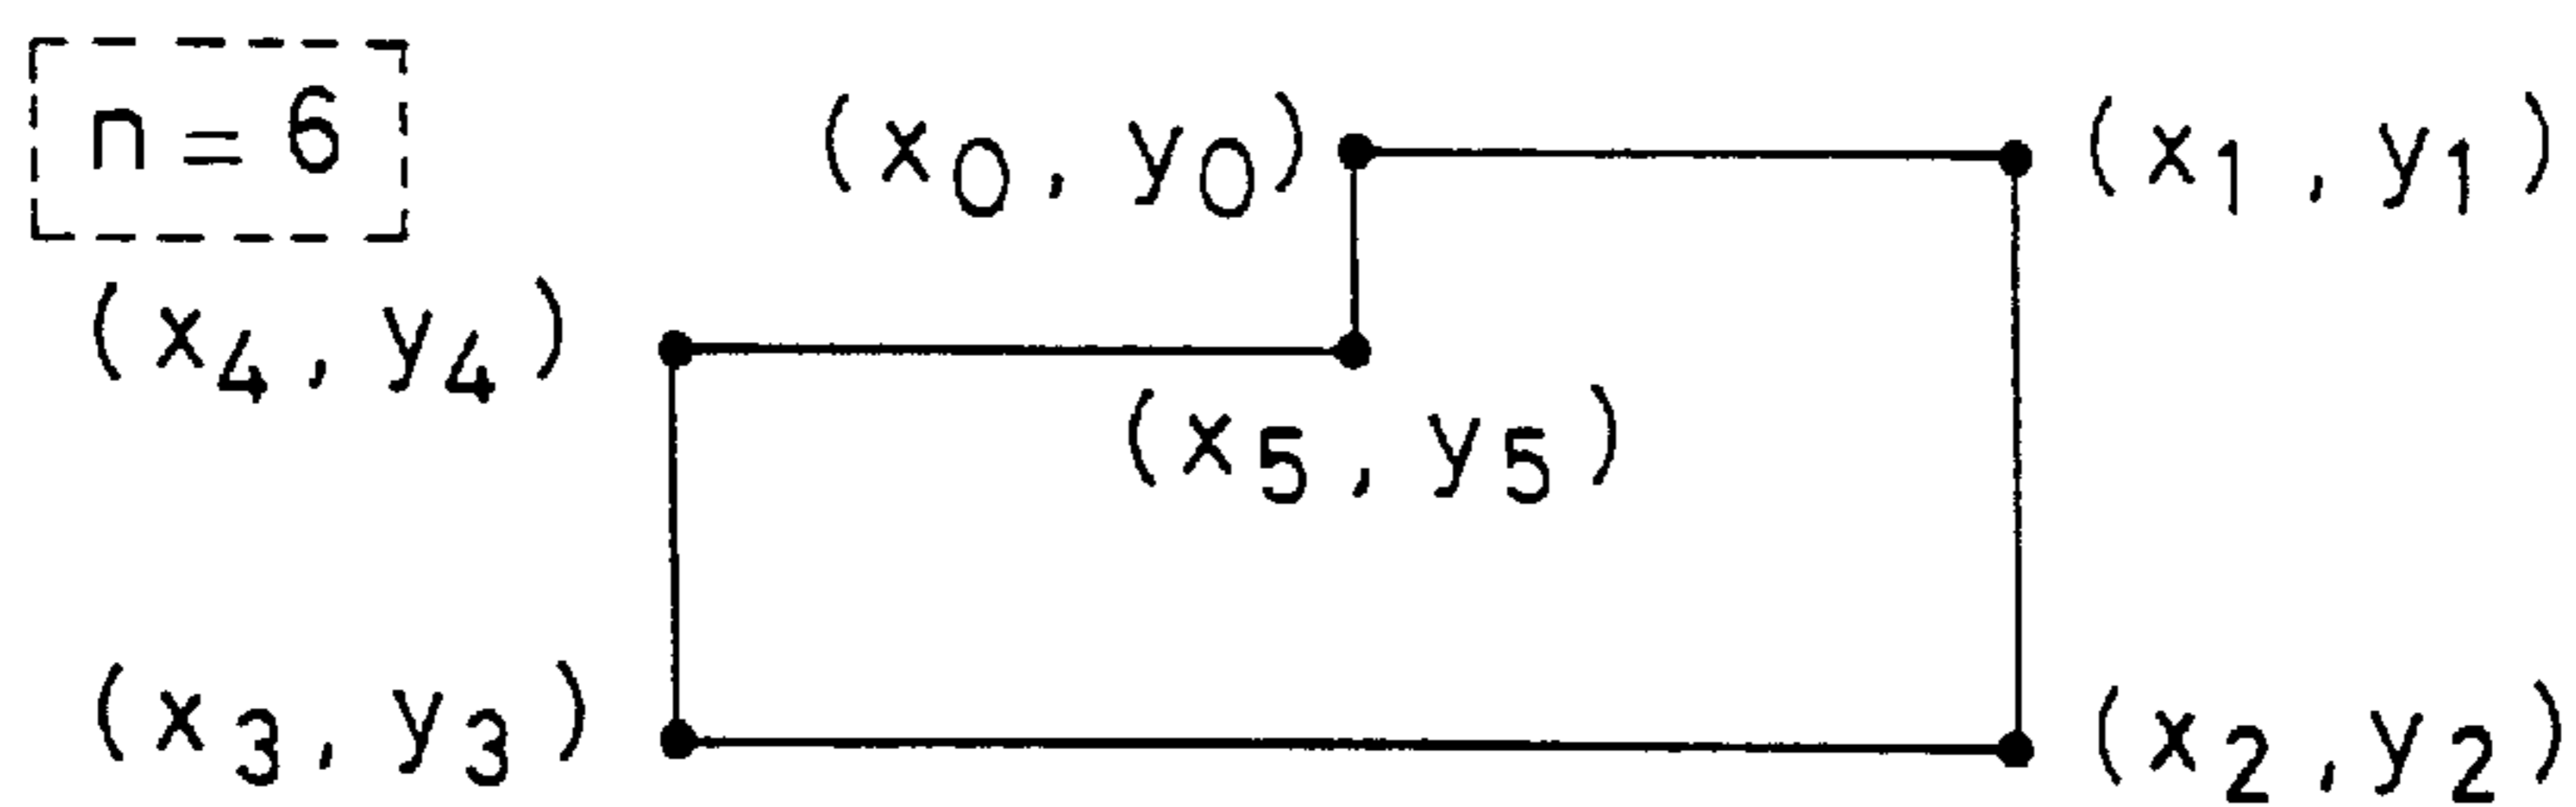 n = 6
(x0, y0)
(x1, y1)
(x4, y4)
(x5, y5)
(x3, y3)
(x2, y2)